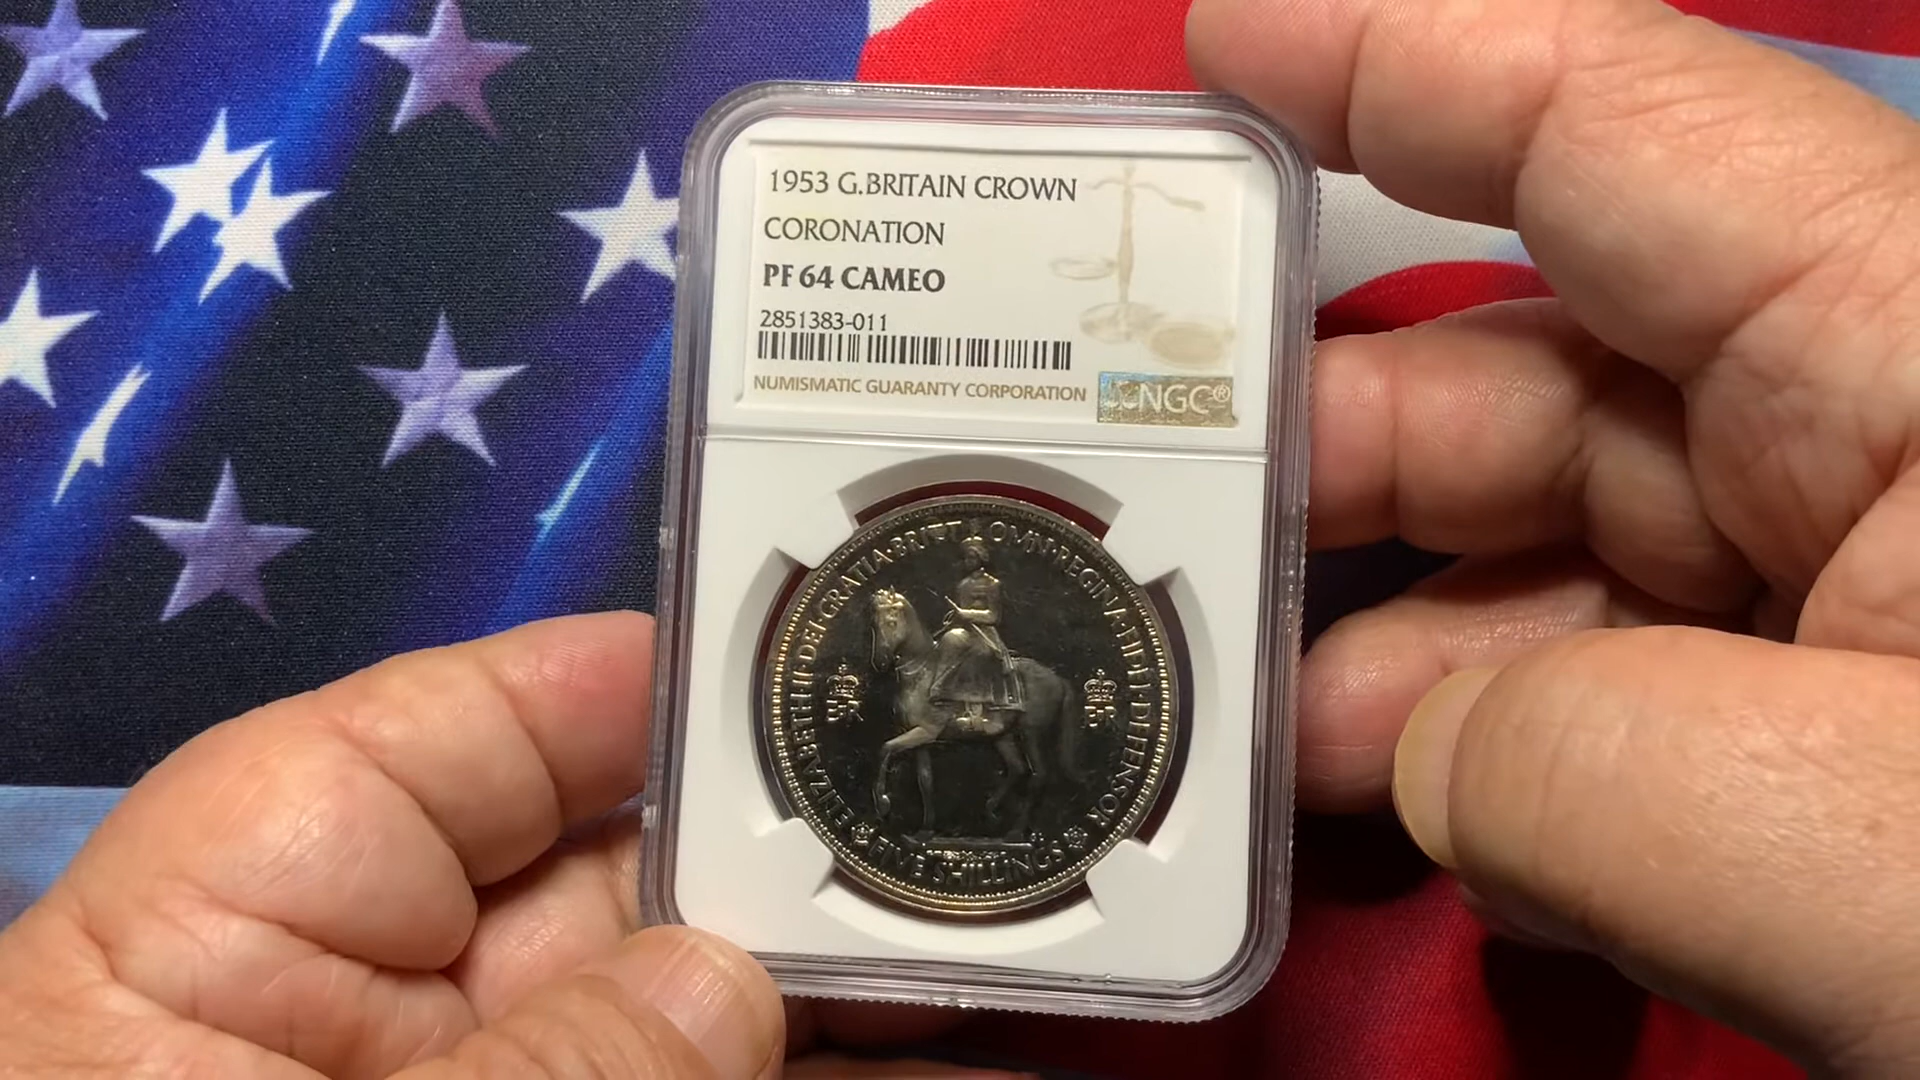 1953 G.BRITAIN CROWN
CORONATION
PF 64 CAMEO
2851383-011
NUMISMATIC GUARANTY CORPORATION
NGC®
ELIZABETH·II·DEI·GRATIA·BRITT OMN·REGINA·FIDEI·DEFENSOR
FIVE SHILLINGS